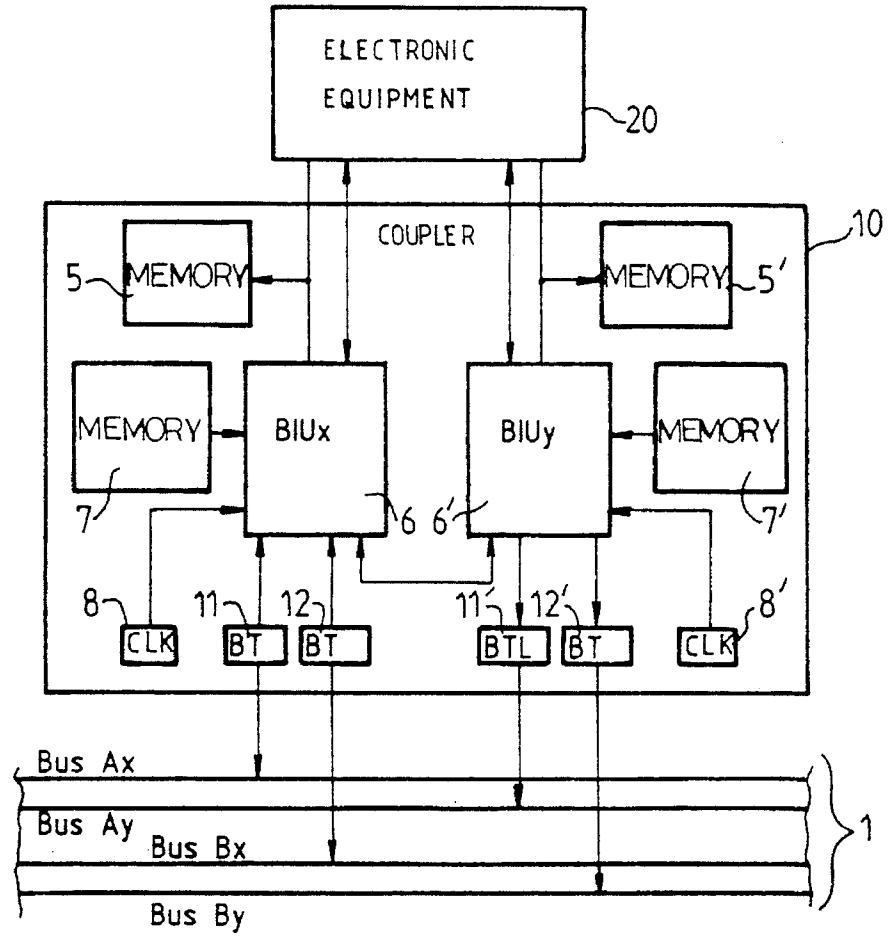 ELECTRONIC
EQUIPMENT
20
COUPLER
10
5
MEMORY
MEMORY
5'
MEMORY
BIUx
BIUy
MEMORY
7
6
6'
7'
8
11
12
11'
12'
8'
CLK
BT
BT
BTL
BT
CLK
Bus Ax
Bus Ay
Bus Bx
Bus By
1